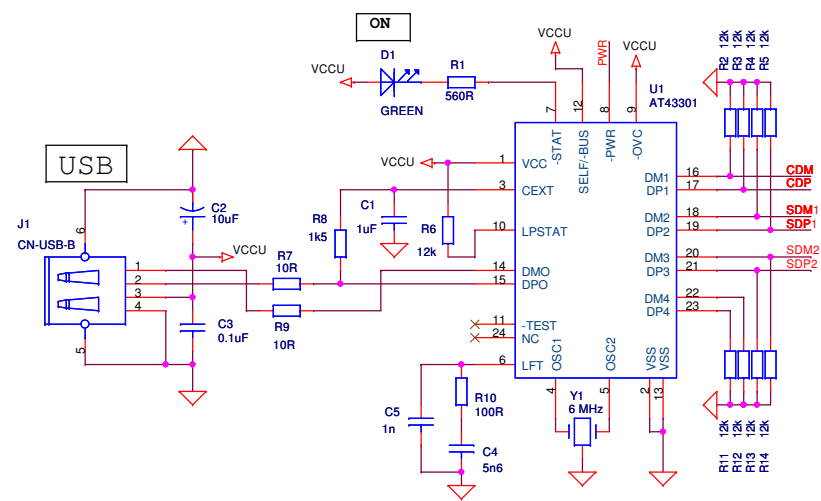 ON
D1
VCCU
GREEN
R1
560R
VCCU
PWR
VCCU
U1
AT43301
R2 12k
R3 12k
R4 12k
R5 12k
7
12
8
9
-STAT
SELF/-BUS
-PWR
-OVC
USB
J1
CN-USB-B
6
5
1
2
3
4
C2
10uF
+
VCCU
C3
0.1uF
R7
10R
R9
10R
R8
1k5
C1
1uF
VCCU
R6
12k
1
VCC
3
CEXT
10
LPSTAT
14
DMO
15
DPO
11
-TEST
24
NC
6
LFT
DM1
16
CDM
DP1
17
CDP
DM2
18
SDM1
DP2
19
SDP1
DM3
20
SDM2
DP3
21
SDP2
DM4
22
DP4
23
OSC1
OSC2
VSS
VSS
4
5
2
13
Y1
6 MHz
R10
100R
C5
1n
C4
5n6
R11 12k
R12 12k
R13 12k
R14 12k